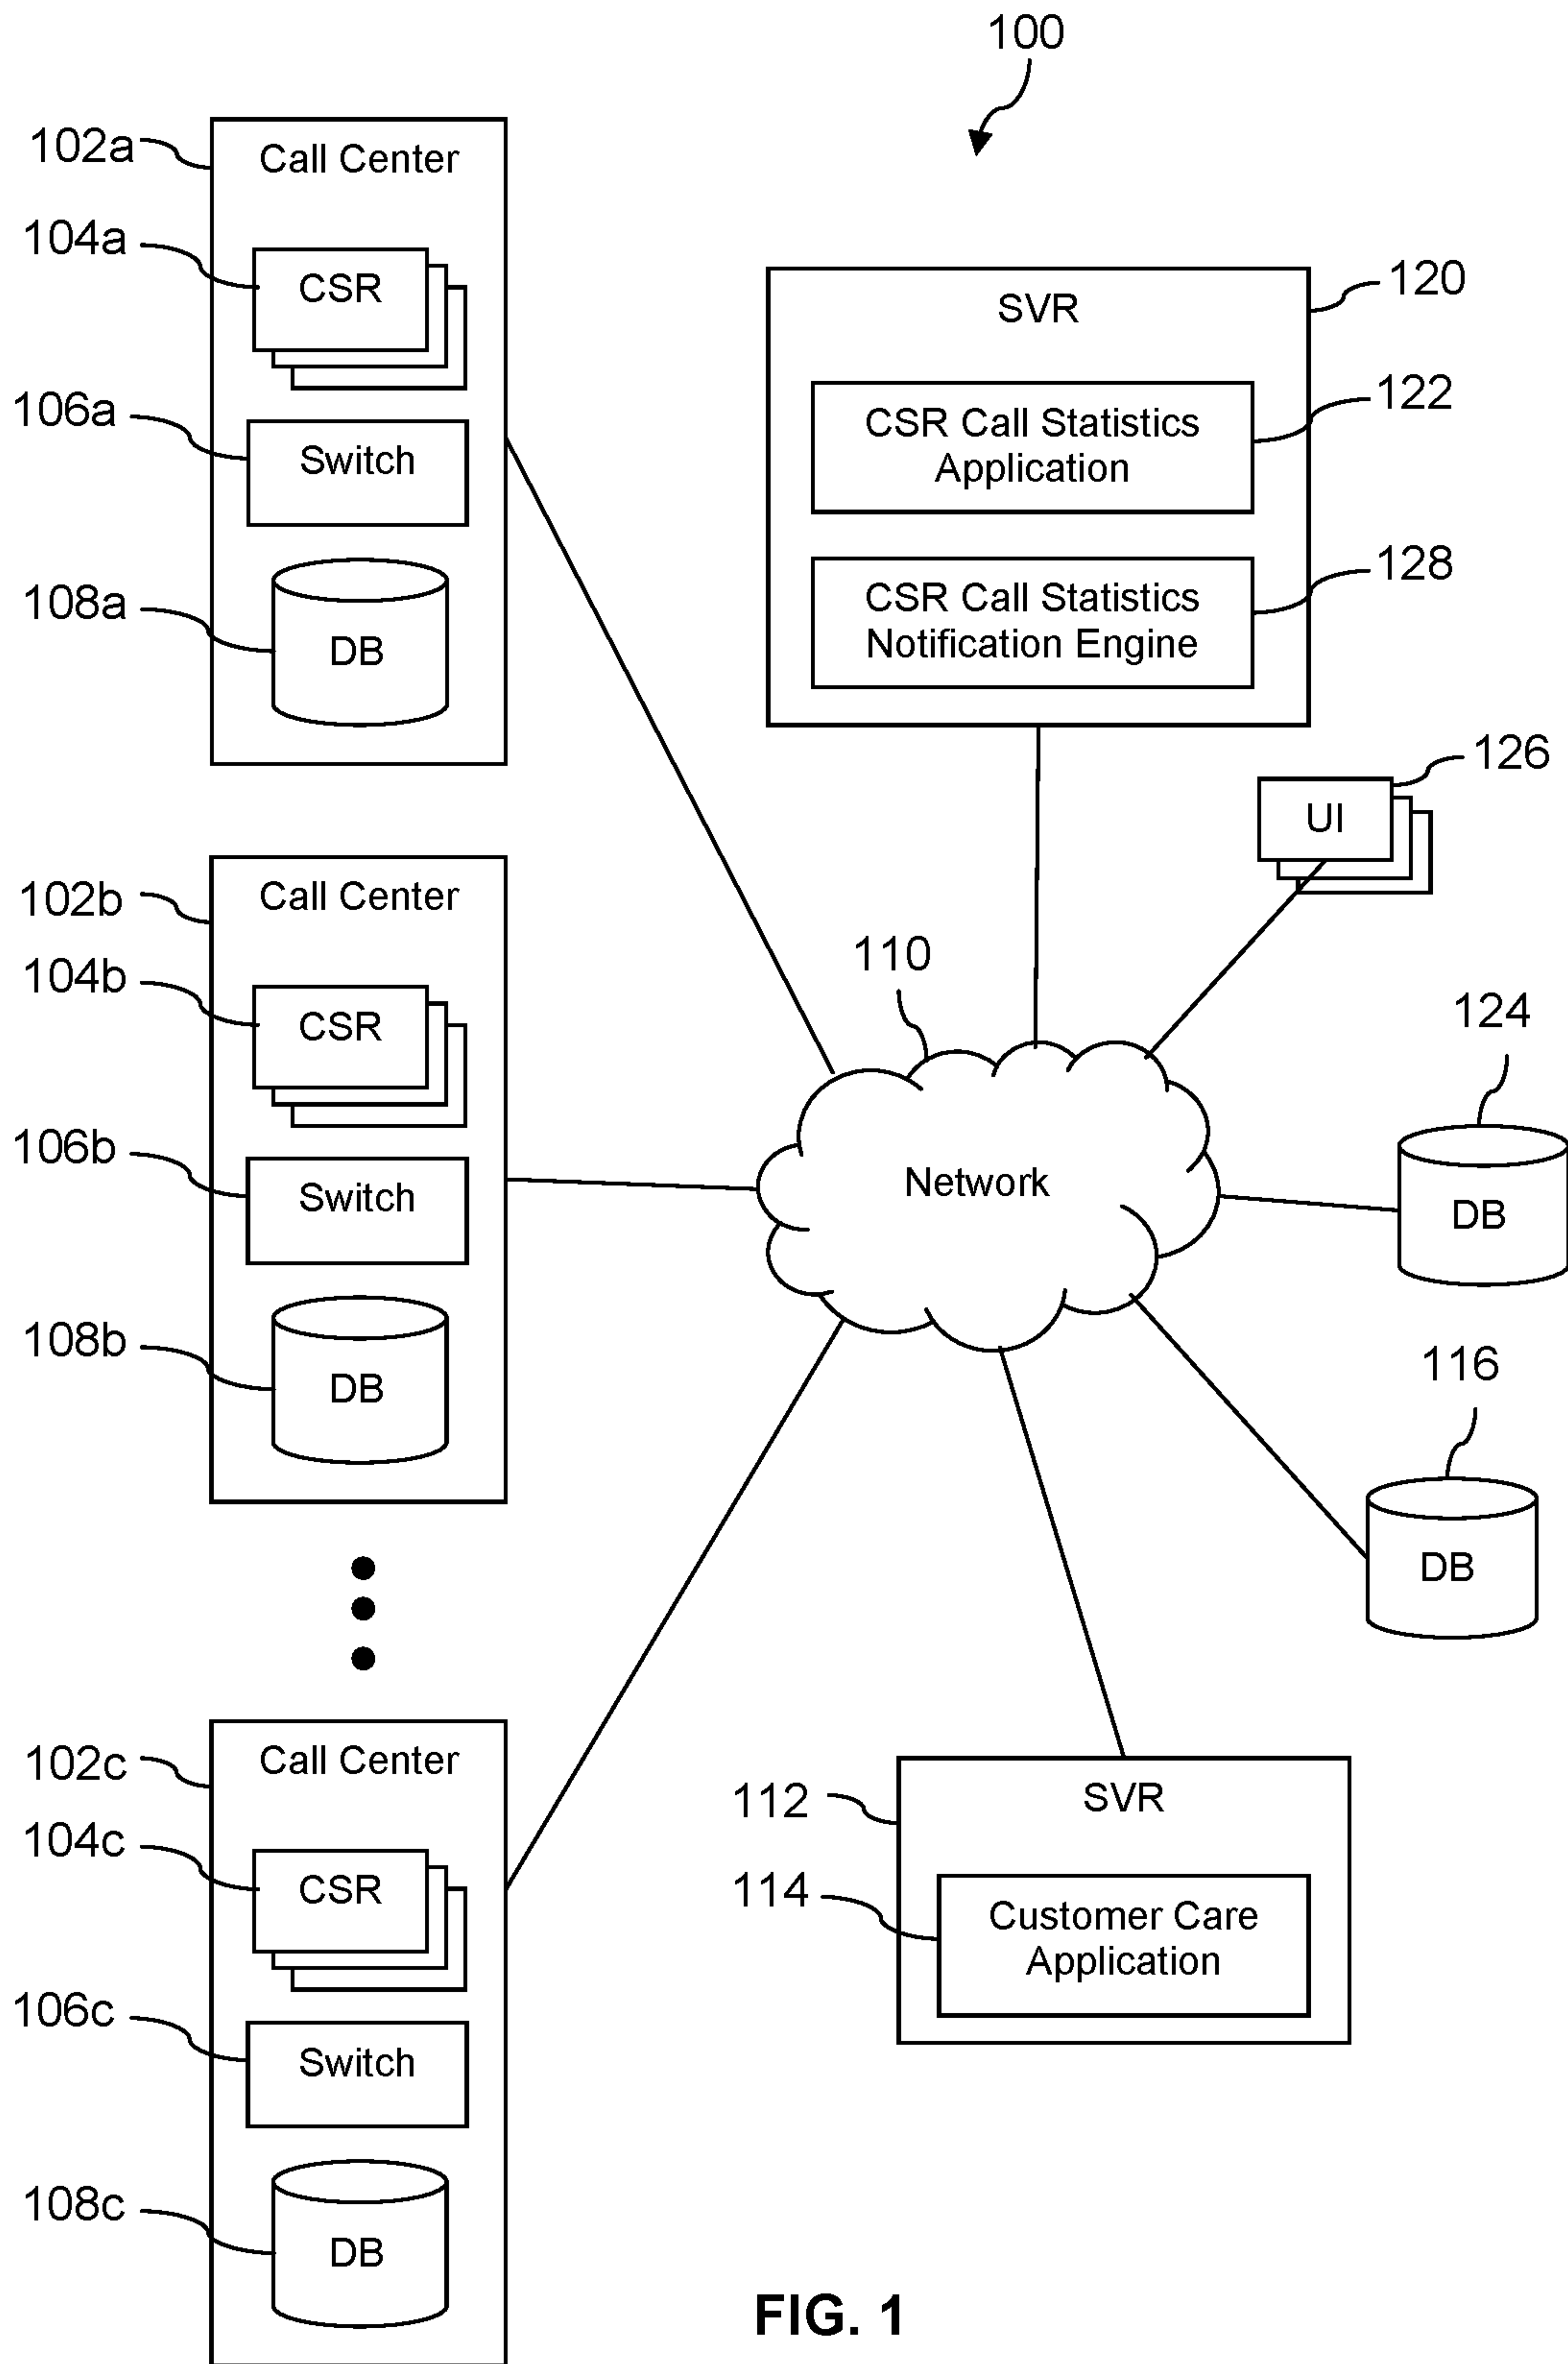 100
102a
Call Center
104a
CSR
106a
Switch
108a
DB
120
SVR
122
CSR Call Statistics
Application
128
CSR Call Statistics
Notification Engine
126
UI
102b
Call Center
104b
CSR
106b
Switch
108b
DB
110
Network
124
DB
116
DB
102c
Call Center
104c
CSR
106c
Switch
108c
DB
112
SVR
114
Customer Care
Application
FIG. 1